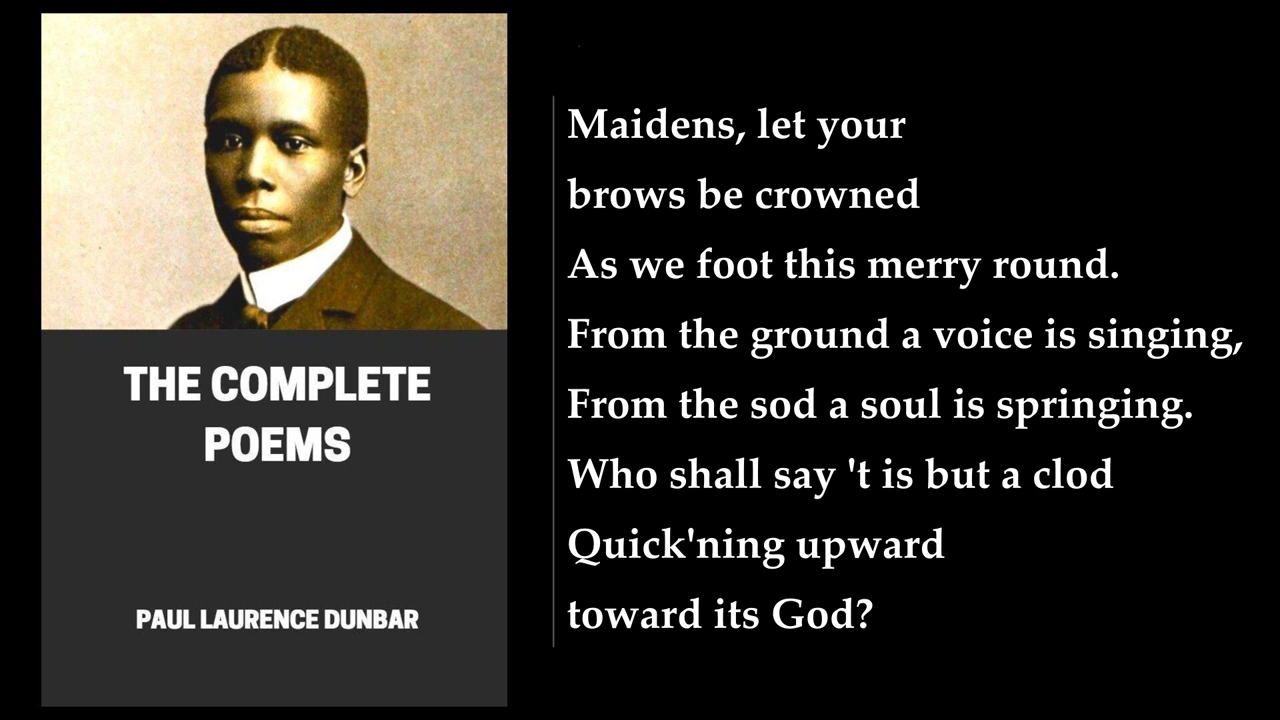 THE COMPLETE
POEMS
PAUL LAURENCE DUNBAR
Maidens, let your
brows be crowned
As we foot this merry round.
From the ground a voice is singing,
From the sod a soul is springing.
Who shall say 't is but a clod
Quick'ning upward
toward its God?